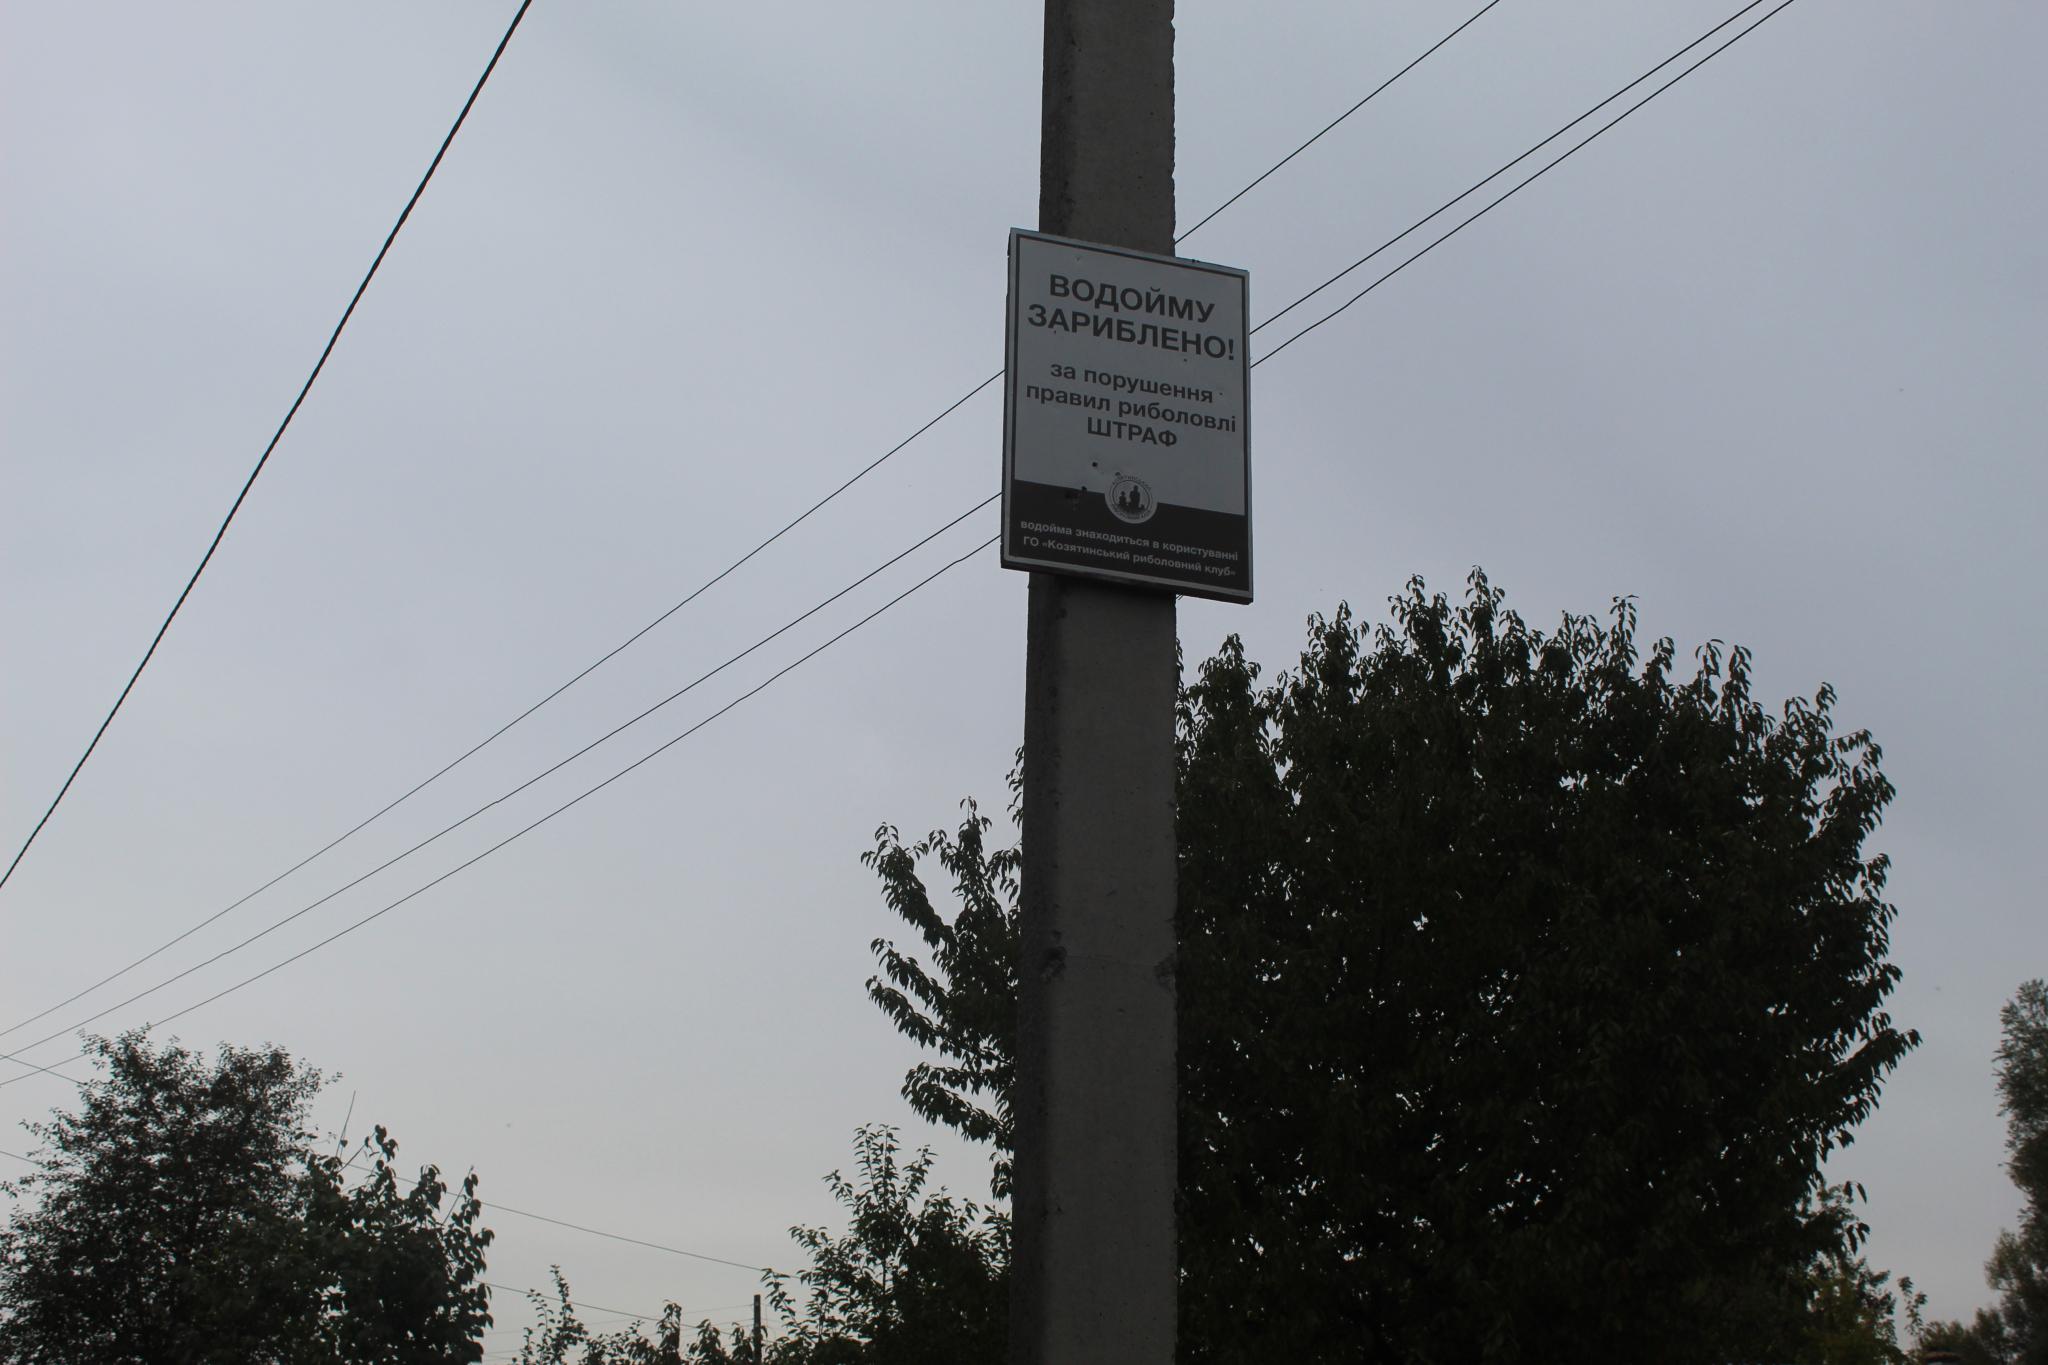 ВОДОЙМУ
ЗАРИБЛЕНО!
за порушення
правил риболовлі
ШТРАФ
водойма знаходиться в користуванні
ГО «Козятинський риболовний клуб»